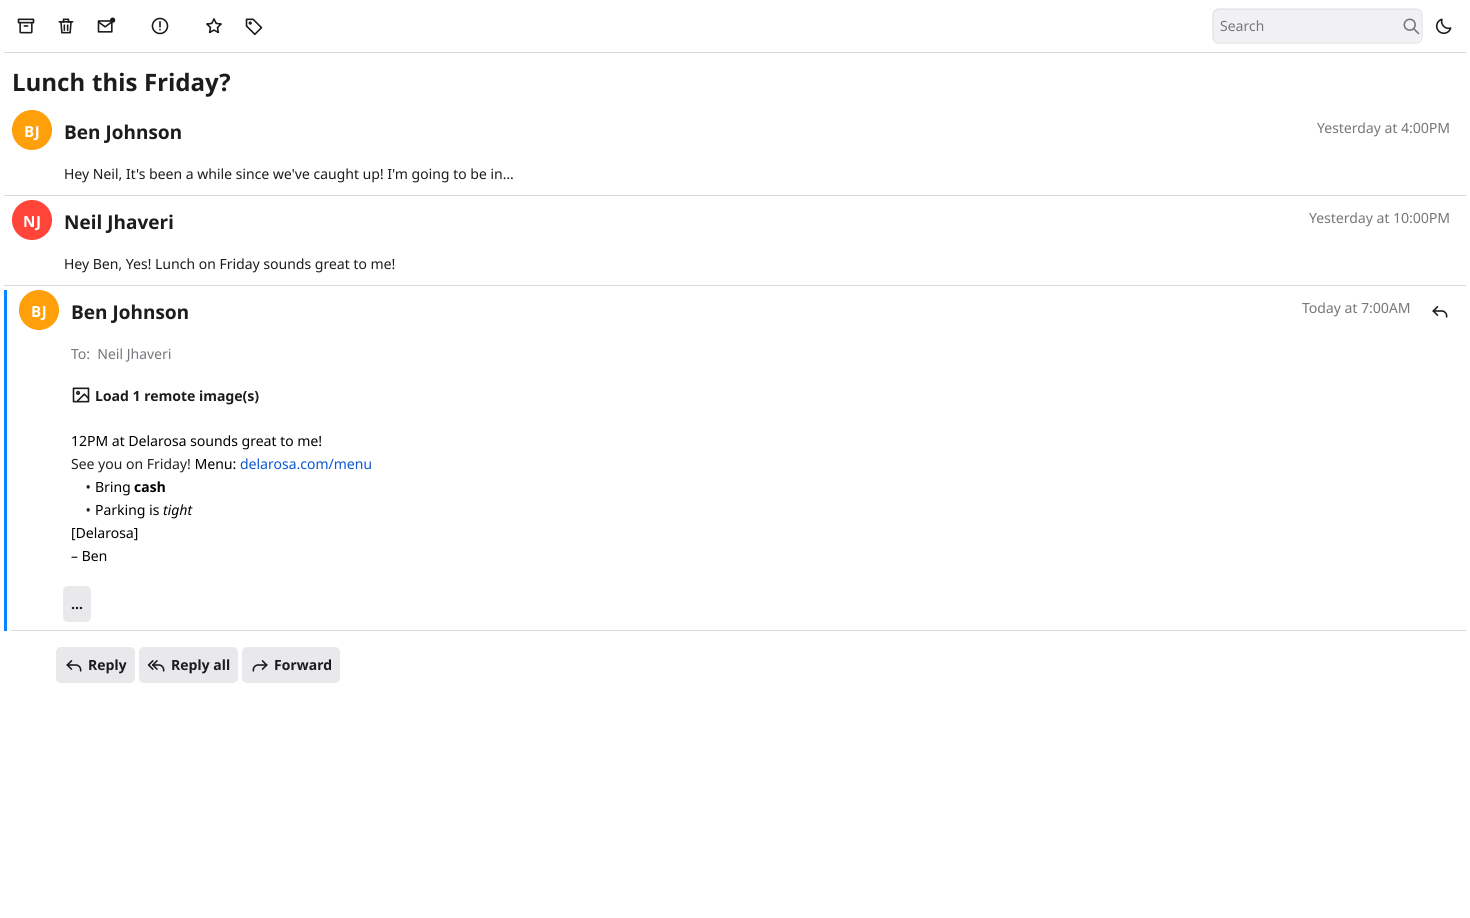 Search
Lunch this Friday?
BJ
Ben Johnson
Yesterday at 4:00PM
Hey Neil, It's been a while since we've caught up! I'm going to be in...
NJ
Neil Jhaveri
Yesterday at 10:00PM
Hey Ben, Yes! Lunch on Friday sounds great to me!
BJ
Ben Johnson
Today at 7:00AM
To: Neil Jhaveri
Load 1 remote image(s)
12PM at Delarosa sounds great to me!
See you on Friday! Menu: delarosa.com/menu
• Bring cash
• Parking is tight
[Delarosa]
– Ben
...
Reply Reply all Forward